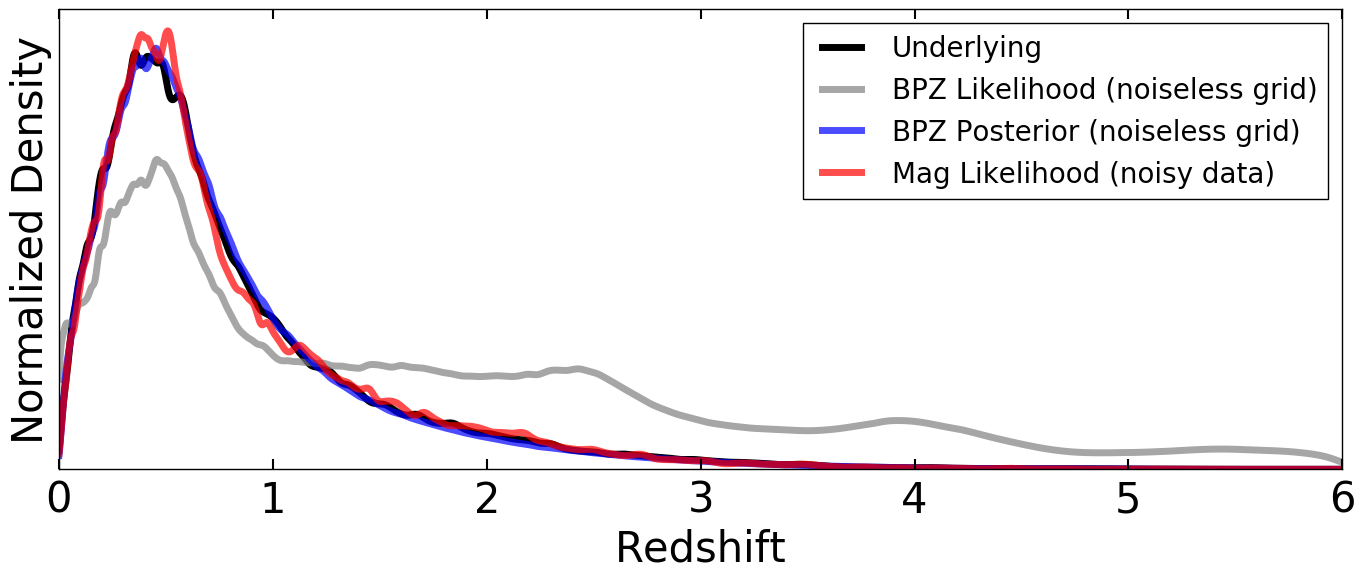 Normalized Density
Underlying
BPZ Likelihood (noiseless grid)
BPZ Posterior (noiseless grid)
Mag Likelihood (noisy data)
0 1 2 3 4 5 6
Redshift